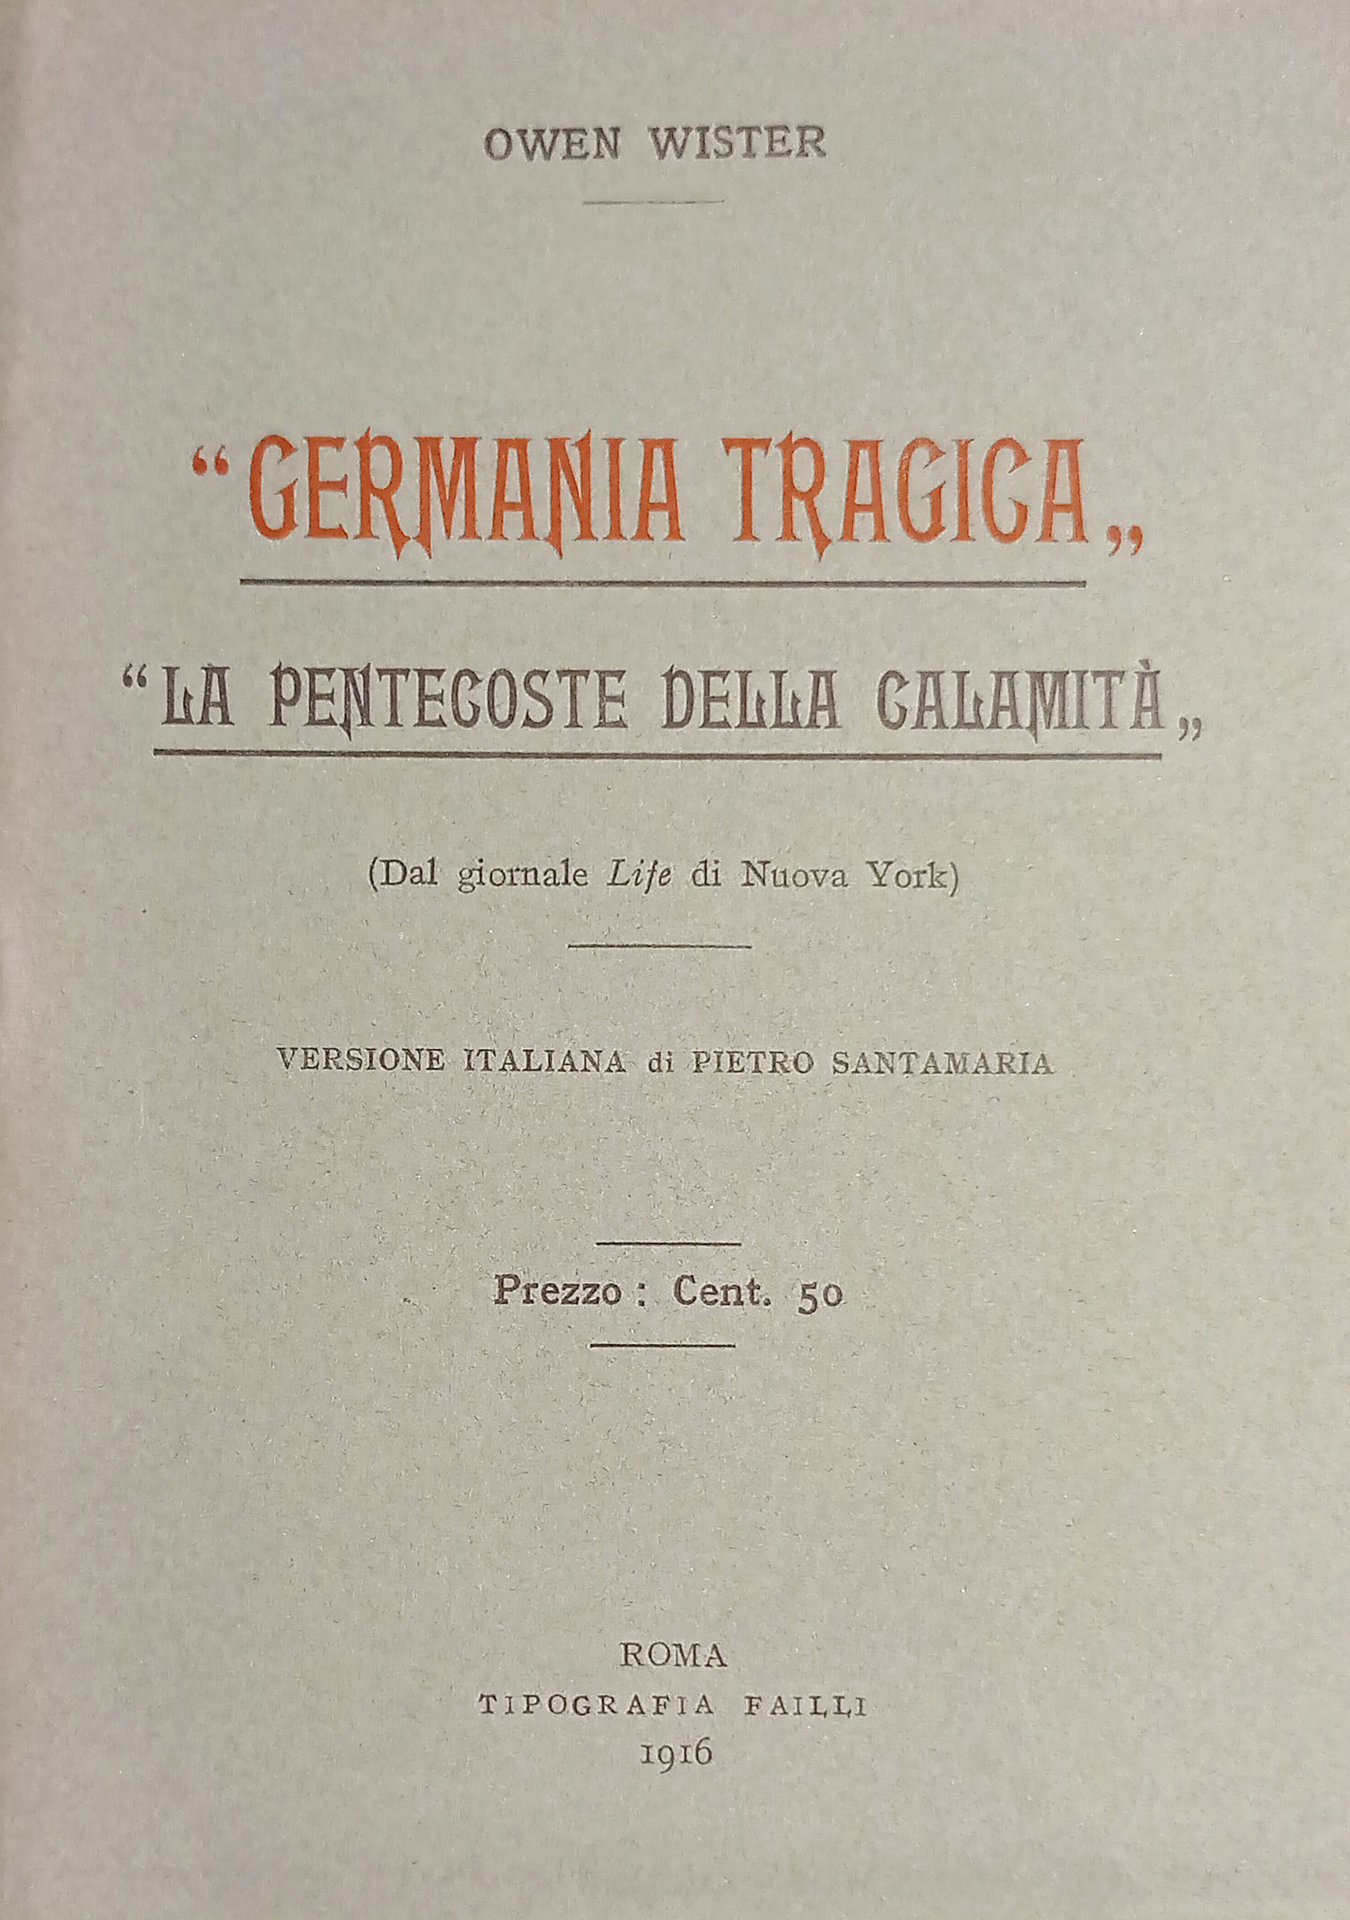 OWEN WISTER
“GERMANIA TRAGICA„
“LA PENTECOSTE DELLA CALAMITÀ„
(Dal giornale Life di Nuova York)
VERSIONE ITALIANA di PIETRO SANTAMARIA
Prezzo : Cent. 50
ROMA
TIPOGRAFIA FAILLI
1916